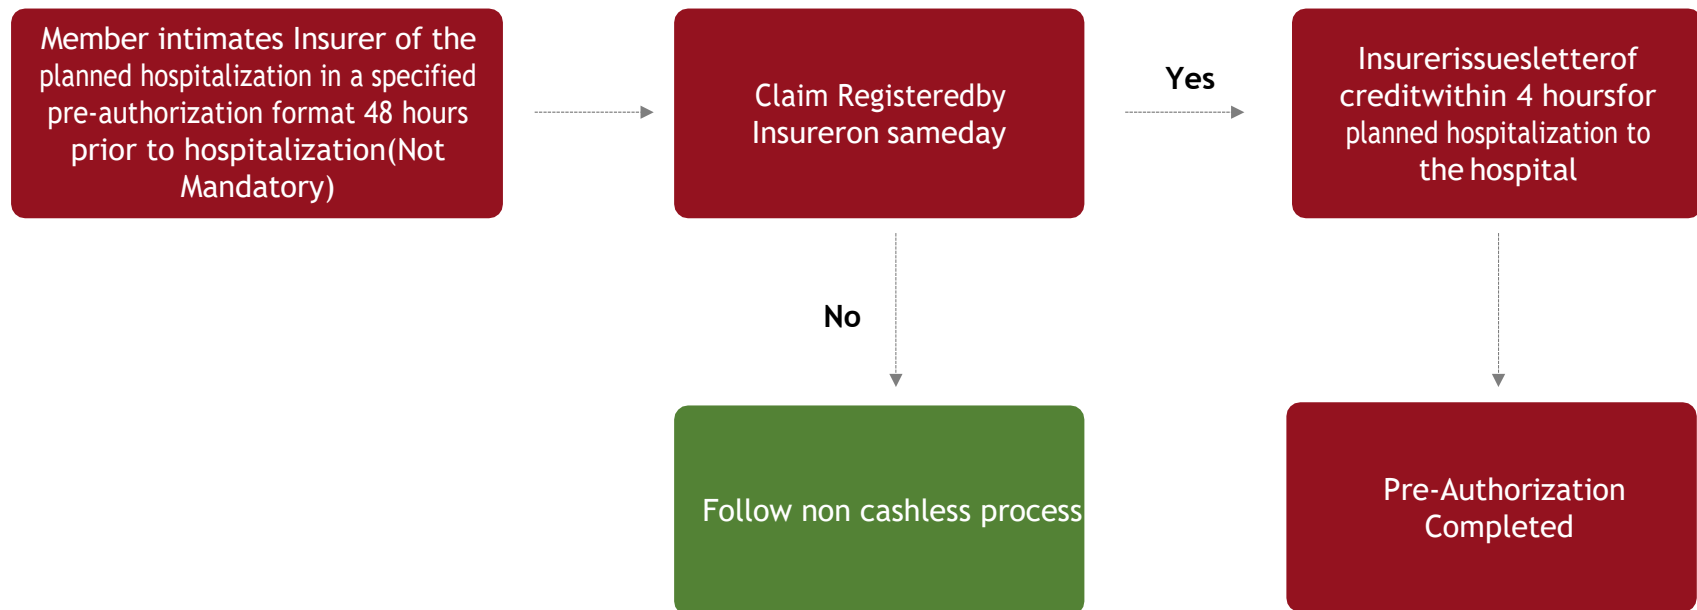 Member intimates Insurer of the
planned hospitalization in a specified
pre-authorization format 48 hours
prior to hospitalization(Not
Mandatory)
Claim Registeredby
Insureron sameday
Yes
Insurerissuesletterof
creditwithin 4 hoursfor
planned hospitalization to
the hospital
No
Follow non cashless process
Pre-Authorization
Completed